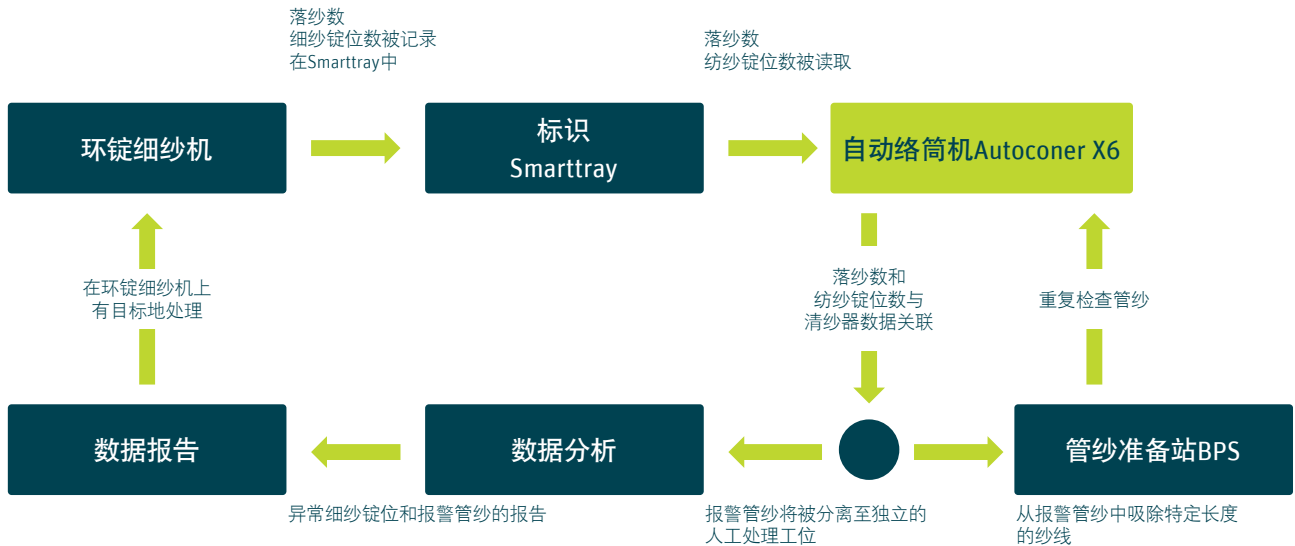 落纱数
细纱锭位数被记录
在Smarttray中
落纱数
纺纱锭位数被读取
环锭细纱机
标识
Smarttray
自动络筒机Autoconer X6
在环锭细纱机上
有目标地处理
落纱数和
纺纱锭位数与
清纱器数据关联
重复检查管纱
数据报告
数据分析
管纱准备站BPS
异常细纱锭位和报警管纱的报告
报警管纱将被分离至独立的
人工处理工位
从报警管纱中吸除特定长度
的纱线